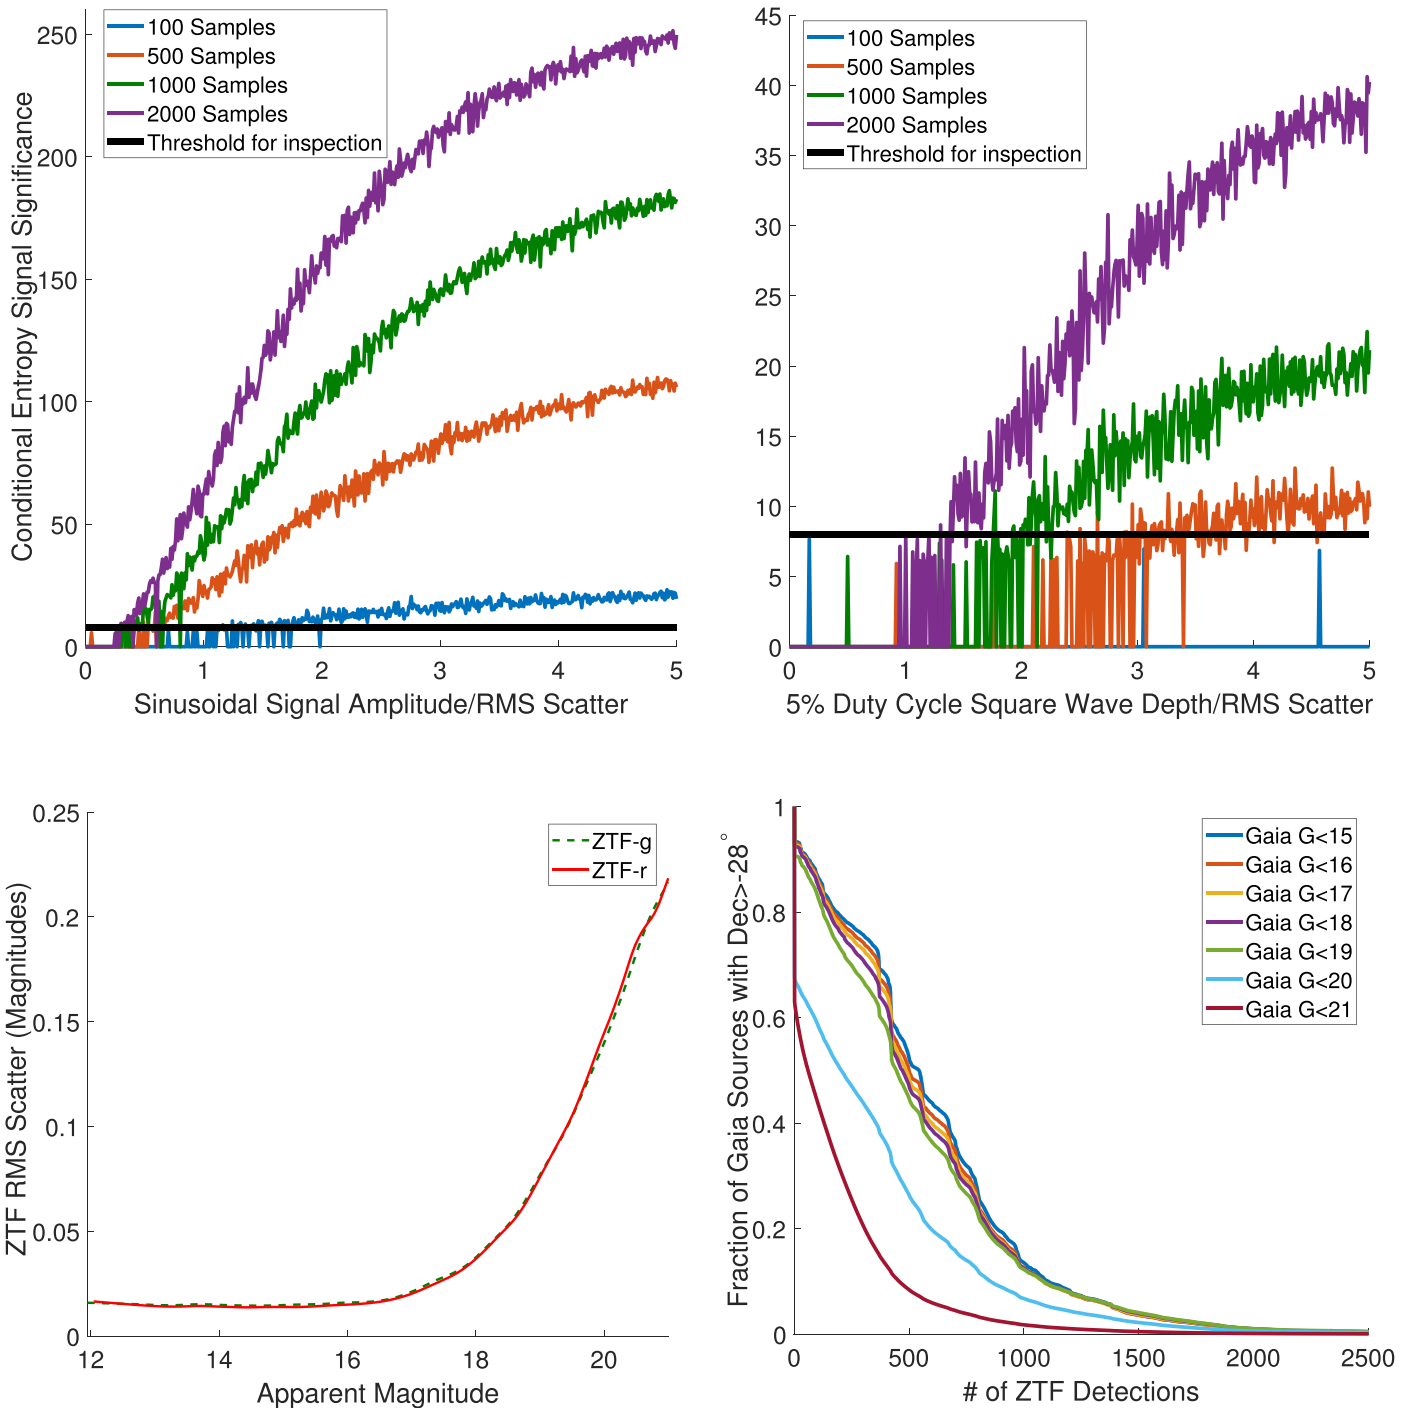 100 Samples
500 Samples
1000 Samples
2000 Samples
Threshold for inspection
Conditional Entropy Signal Significance
250
200
150
100
50
0
0 1 2 3 4 5
Sinusoidal Signal Amplitude/RMS Scatter
100 Samples
500 Samples
1000 Samples
2000 Samples
Threshold for inspection
45
40
35
30
25
20
15
10
5
0
0 1 2 3 4 5
5% Duty Cycle Square Wave Depth/RMS Scatter
ZTF-g
ZTF-r
ZTF RMS Scatter (Magnitudes)
0.25
0.2
0.15
0.1
0.05
0
12 14 16 18 20
Apparent Magnitude
Gaia G<15
Gaia G<16
Gaia G<17
Gaia G<18
Gaia G<19
Gaia G<20
Gaia G<21
Fraction of Gaia Sources with Dec>-28°
1
0.8
0.6
0.4
0.2
0
0 500 1000 1500 2000 2500
# of ZTF Detections